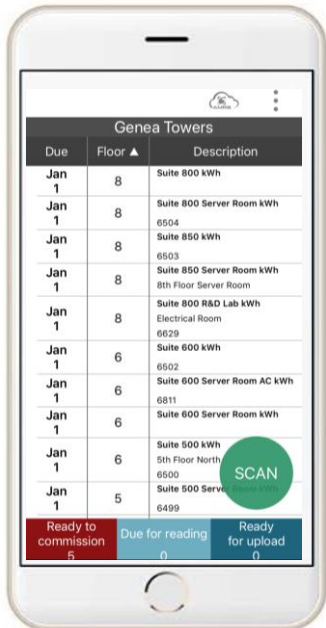 Genea Towers
Due Floor ▲ Description
Jan 1 8 Suite 800 kWh
Jan 1 8 Suite 800 Server Room kWh
6504
Jan 1 8 Suite 850 kWh
6503
Jan 1 8 Suite 850 Server Room kWh
8th Floor Server Room
Jan 1 8 Suite 800 R&D Lab kWh
Electrical Room
6629
Jan 1 6 Suite 600 kWh
6502
Jan 1 6 Suite 600 Server Room AC kWh
6811
Jan 1 6 Suite 600 Server Room kWh
Jan 1 6 Suite 500 kWh
5th Floor North
6500
SCAN
Jan 1 5 Suite 500 Server Room kWh
6499
Ready to commission 5
Due for reading 0
Ready for upload 0